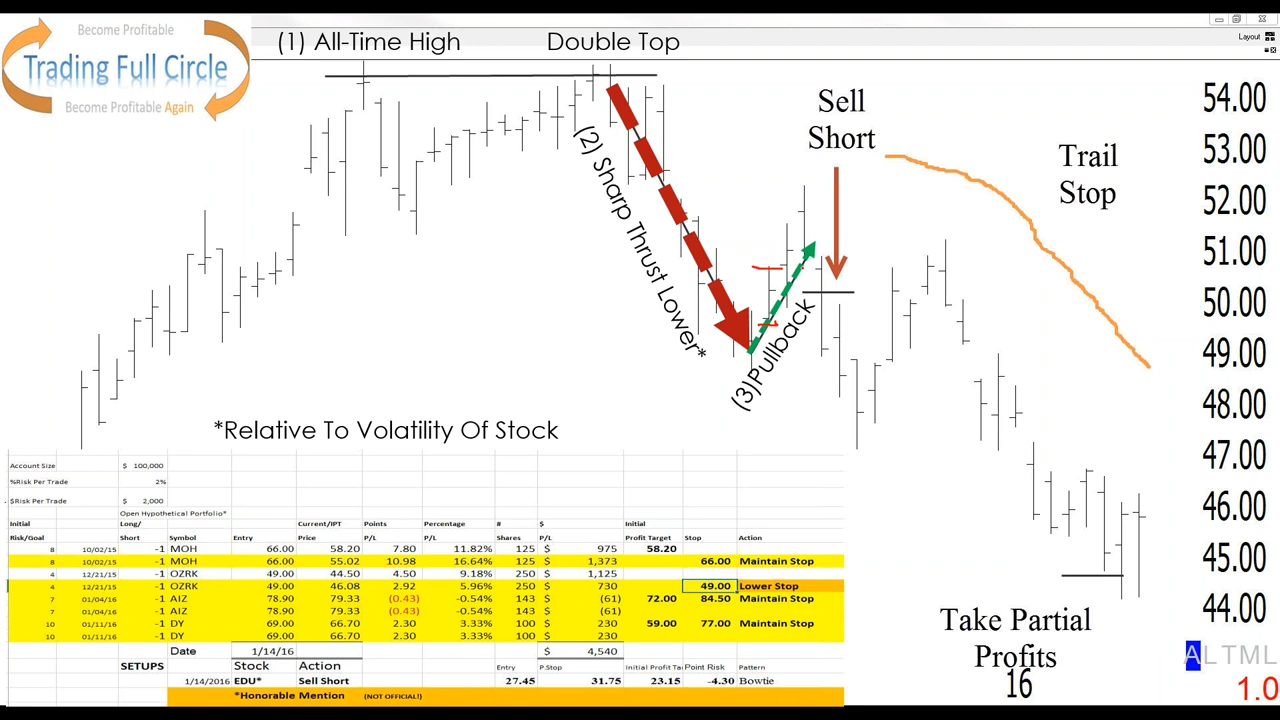 Become Profitable
Trading Full Circle
Become Profitable Again
(1) All-Time High Double Top
Layout
Sell
Short
Trail
Stop
(2) Sharp Thrust Lower*
(3)Pullback
*Relative To Volatility Of Stock
54.00
53.00
52.00
51.00
50.00
49.00
48.00
47.00
46.00
45.00
44.00
Take Partial
Profits
16
ALTML
1.0
Account Size $ 100,000
%Risk Per Trade 2%
$Risk Per Trade $ 2,000
Open Hypothetical Portfolio*
Initial Long/ Current/IPT Points Percentage # $ Initial
Risk/Goal Short Symbol Entry Price P/L P/L Shares P/L Profit Target Stop Action
8 10/02/15 -1 MOH 66.00 58.20 7.80 11.82% 125 $ 975 58.20
8 10/02/15 -1 MOH 66.00 55.02 10.98 16.64% 125 $ 1,373 66.00 Maintain Stop
4 12/21/15 -1 OZRK 49.00 44.50 4.50 9.18% 250 $ 1,125
4 12/21/15 -1 OZRK 49.00 46.08 2.92 5.96% 250 $ 730 49.00 Lower Stop
7 01/04/16 -1 AIZ 78.90 79.33 (0.43) -0.54% 143 $ (61) 72.00 84.50 Maintain Stop
7 01/04/16 -1 AIZ 78.90 79.33 (0.43) -0.54% 143 $ (61)
10 01/11/16 -1 DY 69.00 66.70 2.30 3.33% 100 $ 230 59.00 77.00 Maintain Stop
10 01/11/16 -1 DY 69.00 66.70 2.30 3.33% 100 $ 230
Date 1/14/16 $ 4,540
SETUPS Stock Action Entry P.Stop Initial Profit Tar Point Risk Pattern
1/14/2016 EDU* Sell Short 27.45 31.75 23.15 -4.30 Bowtie
*Honorable Mention (NOT OFFICIAL!)